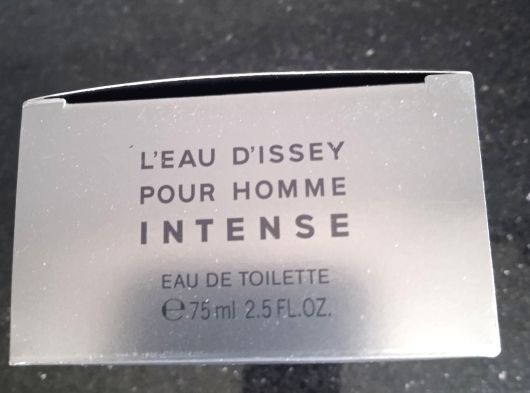 L'EAU D'ISSEY
POUR HOMME
INTENSE
EAU DE TOILETTE
℮75 ml 2.5 FL.OZ.